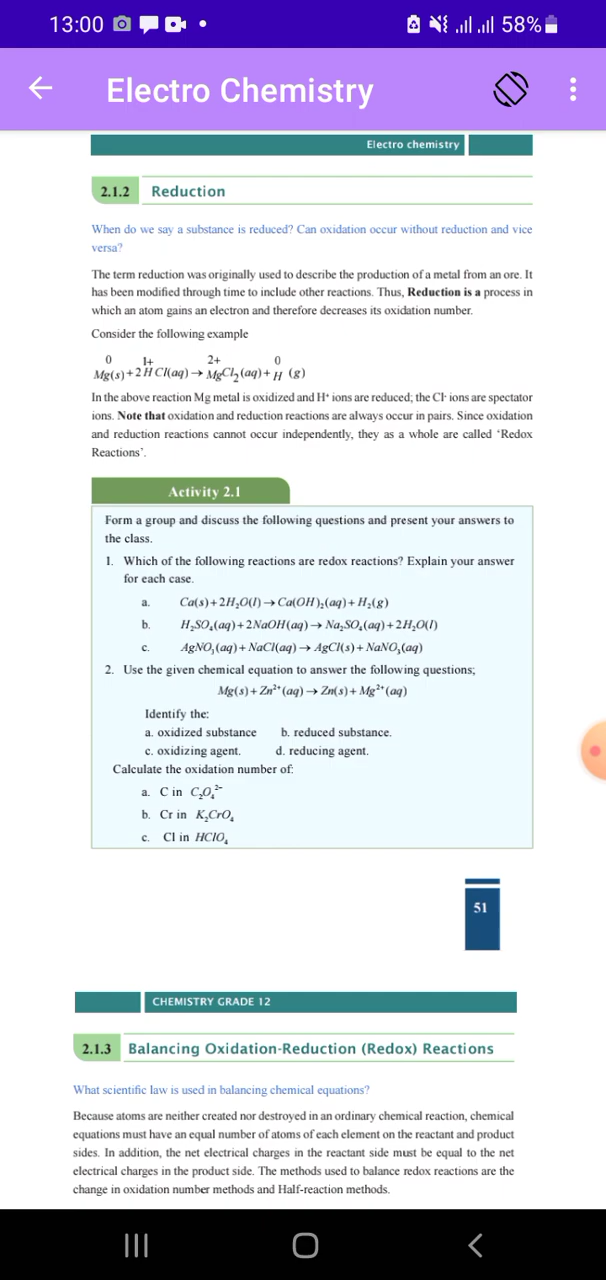 13:00 58%
Electro Chemistry
Electro chemistry
2.1.2 Reduction
When do we say a substance is reduced? Can oxidation occur without reduction and vice
versa?
The term reduction was originally used to describe the production of a metal from an ore. It
has been modified through time to include other reactions. Thus, Reduction is a process in
which an atom gains an electron and therefore decreases its oxidation number.
Consider the following example
0 1+ 2+ 0
Mg(s)+2HCl(aq)→MgCl₂(aq)+H (g)
In the above reaction Mg metal is oxidized and H⁺ ions are reduced; the Cl⁻ ions are spectator
ions. Note that oxidation and reduction reactions are always occur in pairs. Since oxidation
and reduction reactions cannot occur independently, they as a whole are called ‘Redox
Reactions’.
Activity 2.1
Form a group and discuss the following questions and present your answers to
the class.
1. Which of the following reactions are redox reactions? Explain your answer
for each case.
a. Ca(s)+2H₂O(l)→Ca(OH)₂(aq)+H₂(g)
b. H₂SO₄(aq)+2NaOH(aq)→Na₂SO₄(aq)+2H₂O(l)
c. AgNO₃(aq)+NaCl(aq)→AgCl(s)+NaNO₃(aq)
2. Use the given chemical equation to answer the following questions;
Mg(s)+Zn²⁺(aq)→Zn(s)+Mg²⁺(aq)
Identify the:
a. oxidized substance b. reduced substance.
c. oxidizing agent. d. reducing agent.
Calculate the oxidation number of:
a. C in C₂O₄²⁻
b. Cr in K₂CrO₄
c. Cl in HClO₄
51
CHEMISTRY GRADE 12
2.1.3 Balancing Oxidation-Reduction (Redox) Reactions
What scientific law is used in balancing chemical equations?
Because atoms are neither created nor destroyed in an ordinary chemical reaction, chemical
equations must have an equal number of atoms of each element on the reactant and product
sides. In addition, the net electrical charges in the reactant side must be equal to the net
electrical charges in the product side. The methods used to balance redox reactions are the
change in oxidation number methods and Half-reaction methods.